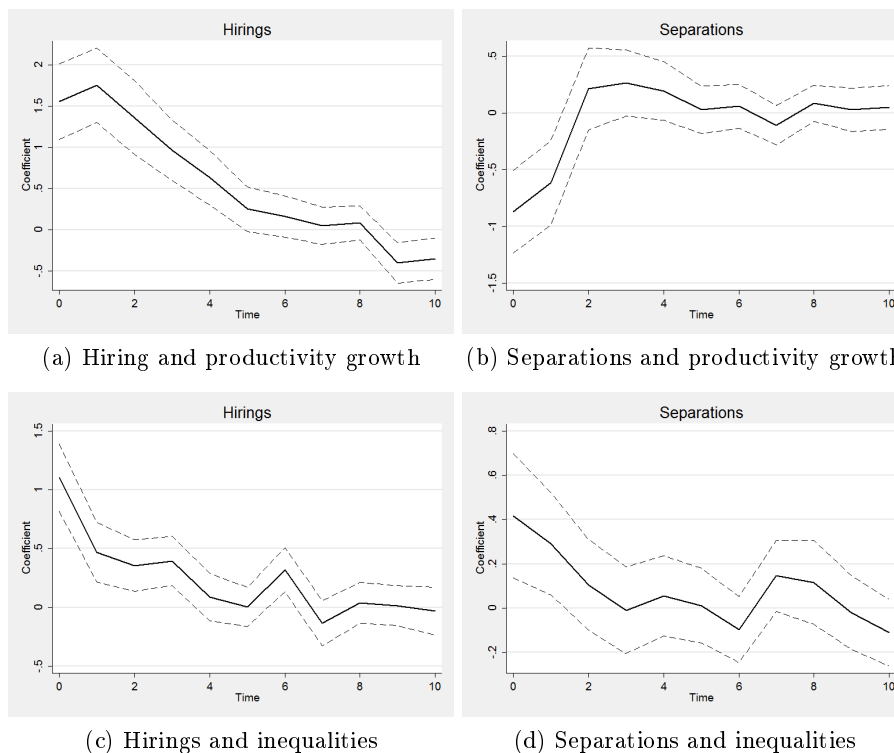 Hirings
Coefficient
2
1.5
1
.5
0
-.5
0 2 4 6 8 10
Time
(a) Hiring and productivity growth
Separations
Coefficient
.5
0
-.5
-1
-1.5
0 2 4 6 8 10
Time
(b) Separations and productivity growth
Hirings
Coefficient
1.5
1
.5
0
-.5
0 2 4 6 8 10
Time
(c) Hirings and inequalities
Separations
Coefficient
.8
.6
.4
.2
0
-.2
0 2 4 6 8 10
Time
(d) Separations and inequalities